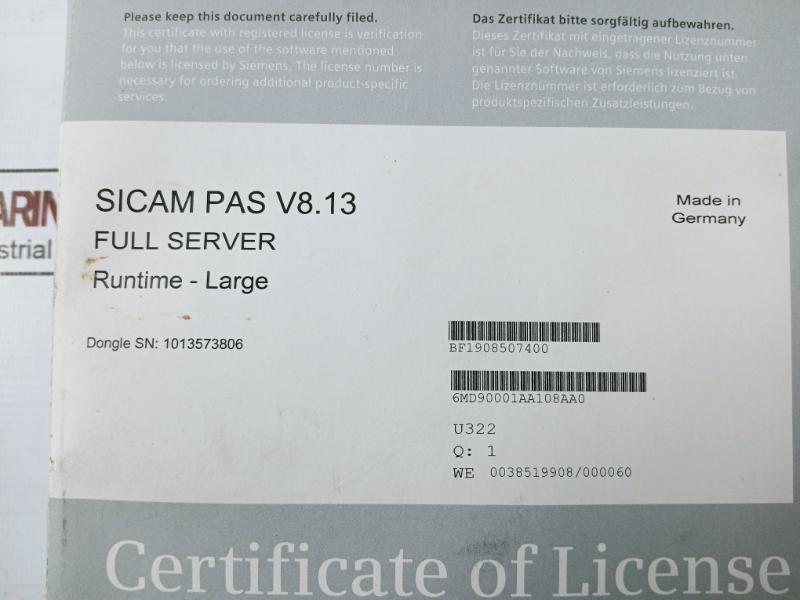 Please keep this document carefully filed.
This certificate with registered license is verification
for you that the use of the software mentioned
below is licensed by Siemens. The license number is
necessary for ordering additional product-specific
services.
Das Zertifikat bitte sorgfältig aufbewahren.
Dieses Zertifikat mit eingetragener Lizenznummer
ist für Sie der Nachweis, dass die Nutzung unten
genannter Software von Siemens lizenziert ist.
Die Lizenznummer ist erforderlich zum Bezug von
produktspezifischen Zusatzleistungen.
ARIN
strial
SICAM PAS V8.13
FULL SERVER
Runtime - Large
Made in
Germany
Dongle SN: 1013573806
BF1908507400
6MD90001AA108AA0
U322
Q: 1
WE 0038519908/000060
Certificate of License